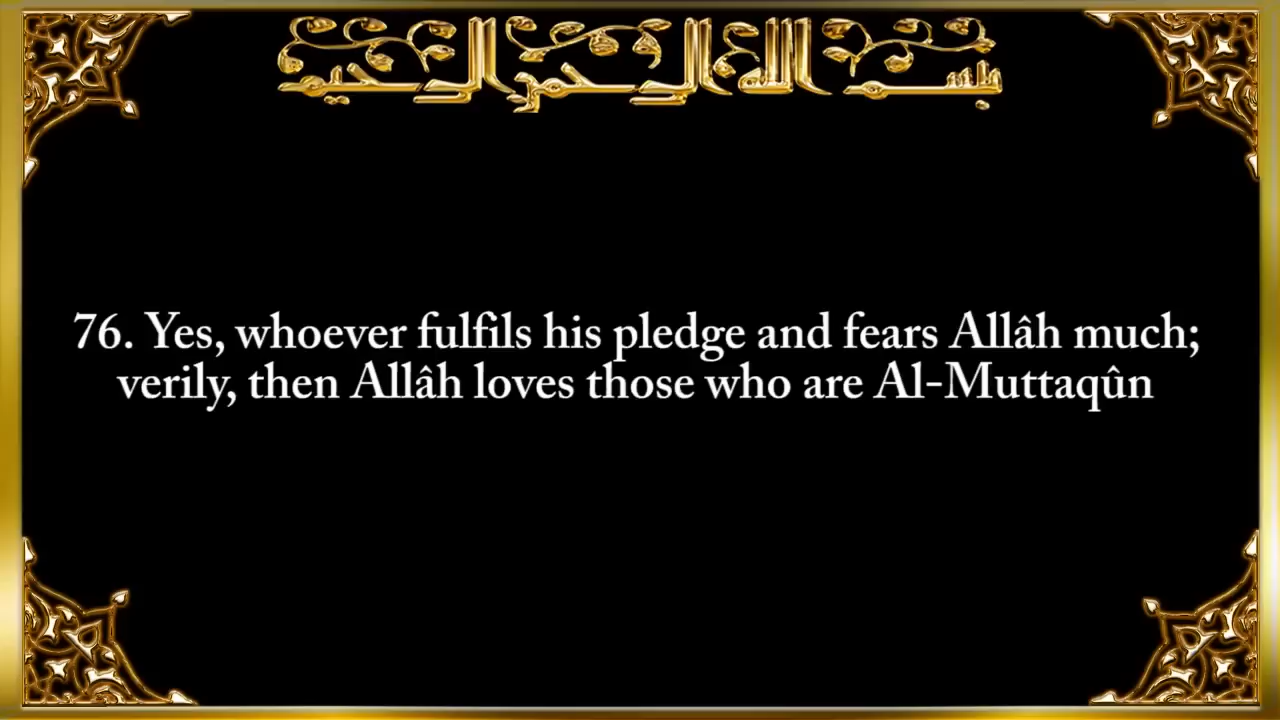 بسم الله الرحمن الرحيم
76. Yes, whoever fulfils his pledge and fears Allâh much;
verily, then Allâh loves those who are Al-Muttaqûn